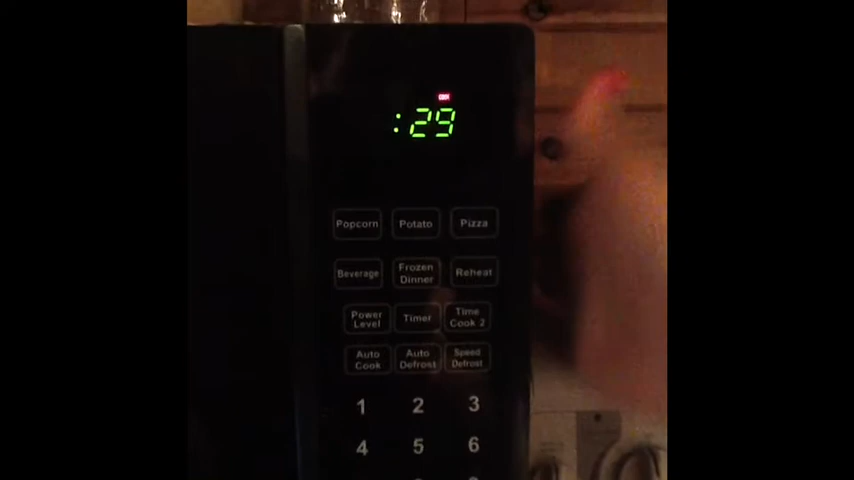 COOK
:29
Popcorn Potato Pizza
Beverage Frozen Dinner Reheat
Power Level Timer Time Cook 2
Auto Cook Auto Defrost Speed Defrost
1 2 3
4 5 6